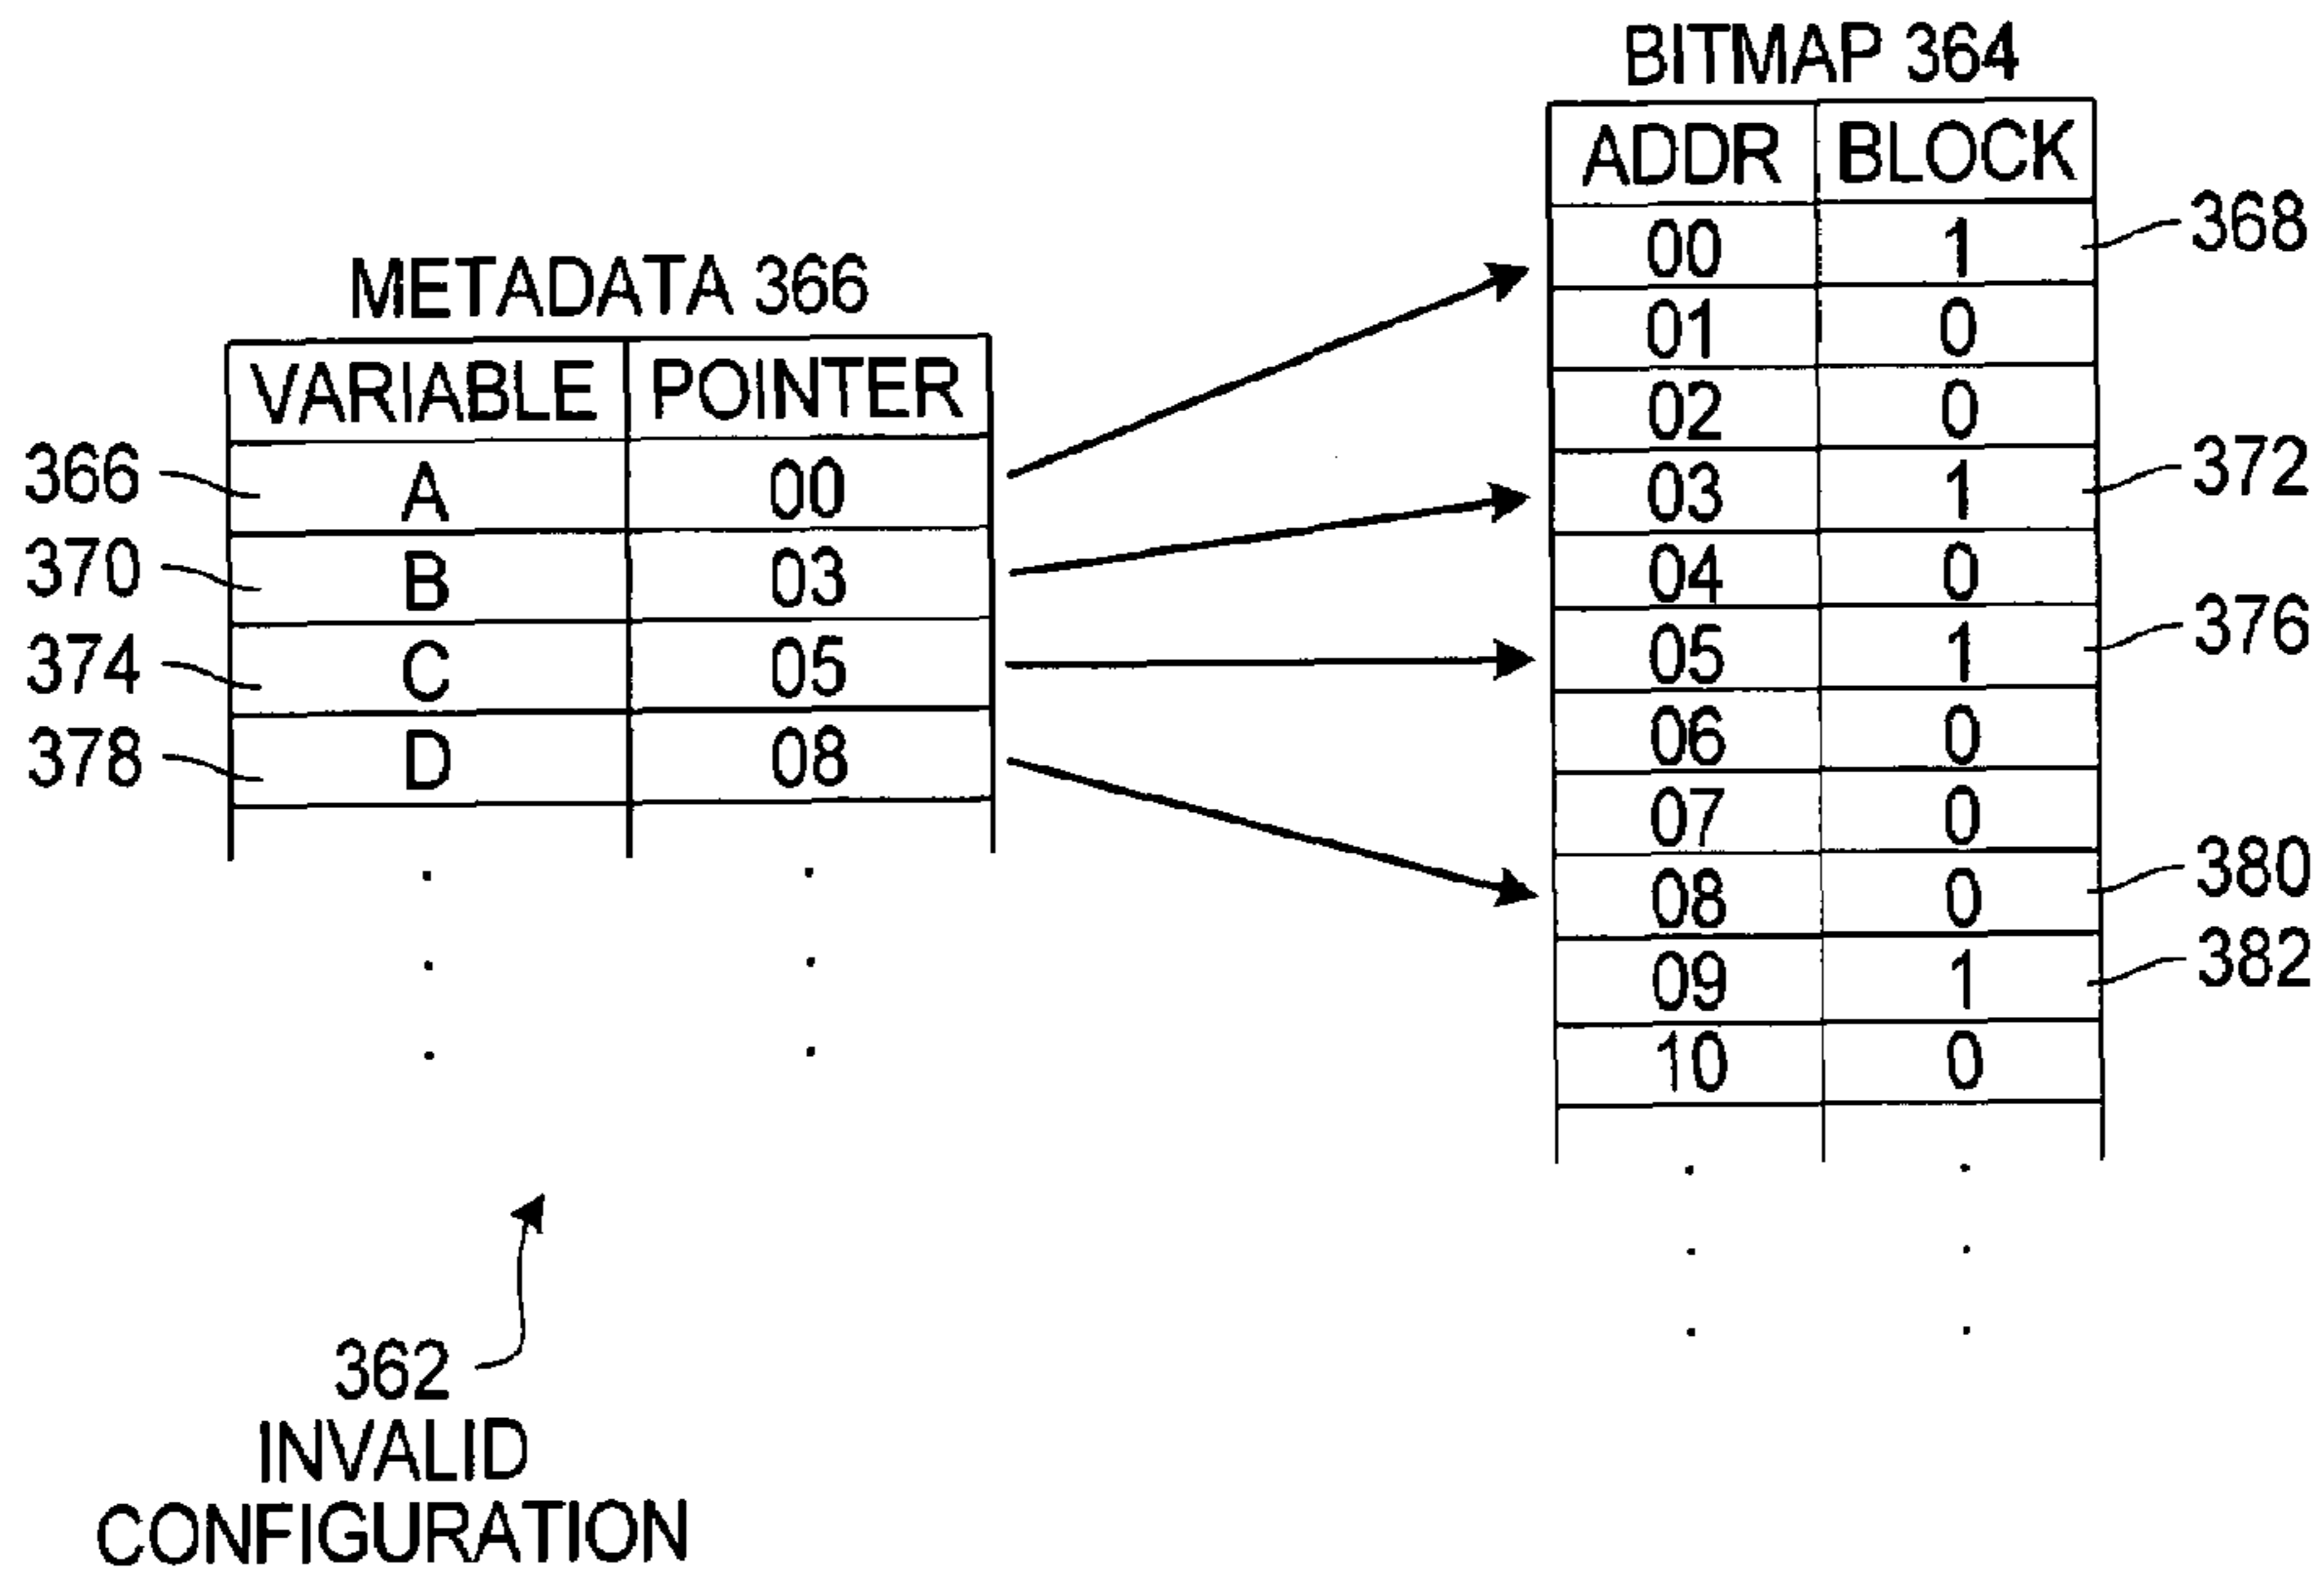 BITMAP 364
ADDR BLOCK
00 1 368
01 0
02 0
03 1 372
04 0
05 1 376
06 0
07 0
08 0 380
09 1 382
10 0
METADATA 366
VARIABLE POINTER
366 A 00
370 B 03
374 C 05
378 D 08
362
INVALID
CONFIGURATION